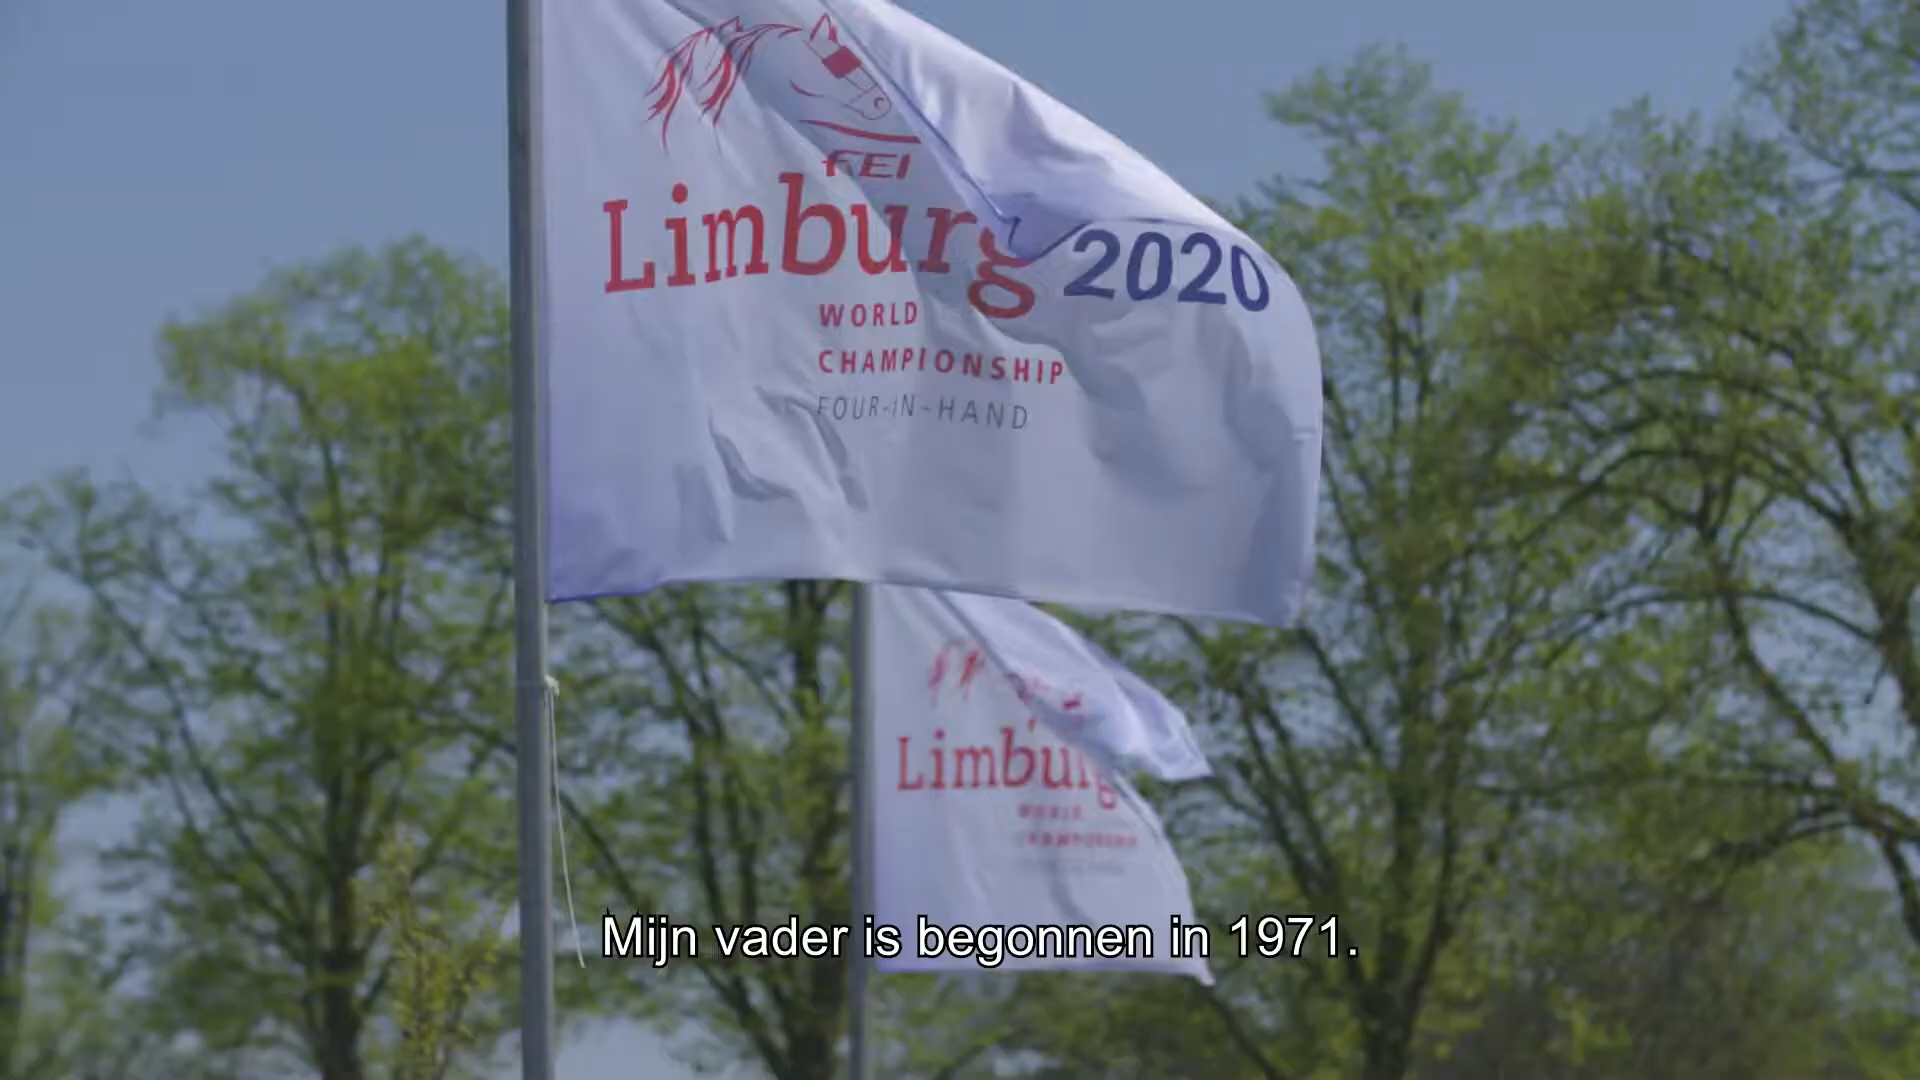 FEI
Limburg 2020
WORLD
CHAMPIONSHIP
FOUR-IN-HAND
Limburg
WORLD
Mijn vader is begonnen in 1971.